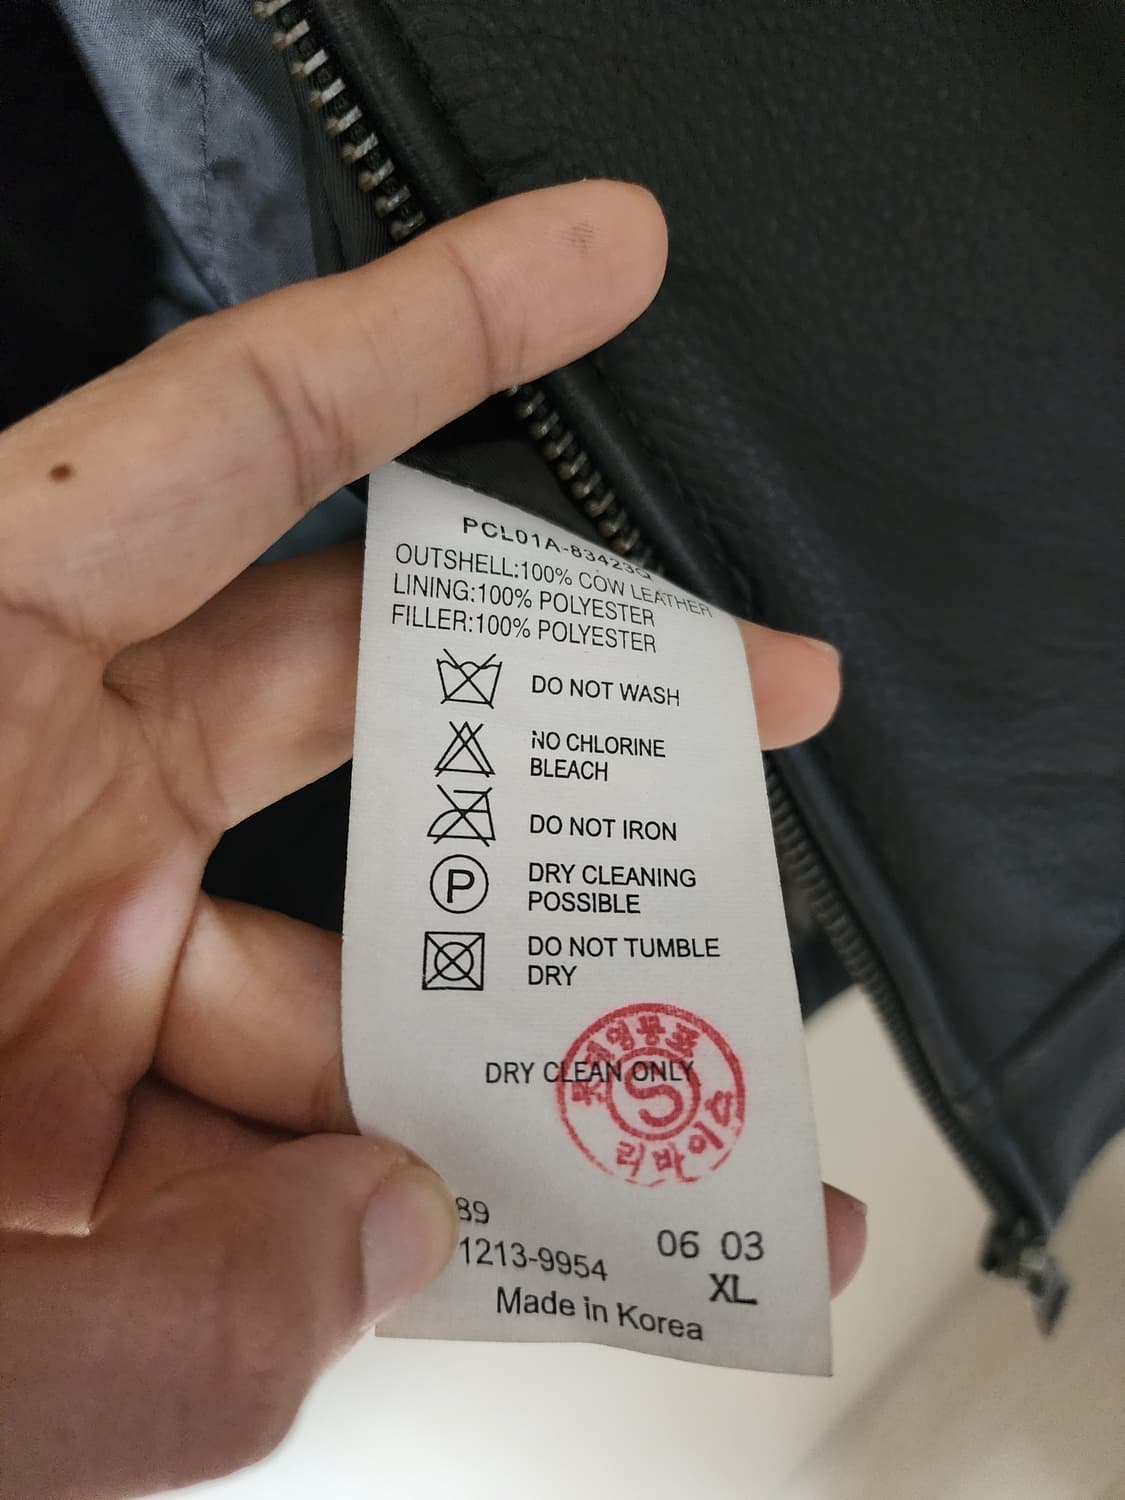 PCL01A-83423Q
OUTSHELL:100% COW LEATHER
LINING:100% POLYESTER
FILLER:100% POLYESTER
DO NOT WASH
NO CHLORINE
BLEACH
DO NOT IRON
P
DRY CLEANING
POSSIBLE
DO NOT TUMBLE
DRY
DRY CLEAN ONLY
S
89
1213-9954
06 03
XL
Made in Korea